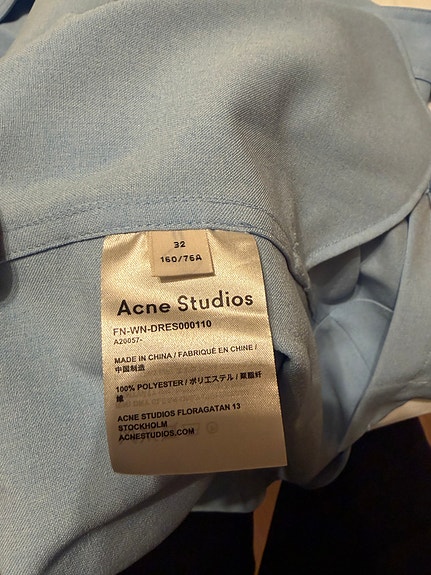 32
160/76A
Acne Studios
FN-WN-DRES000110
A20057-
MADE IN CHINA / FABRIQUÉ EN CHINE /
中国制造
100% POLYESTER / ポリエステル / 聚酯纤
维
ACNE STUDIOS FLORAGATAN 13
STOCKHOLM
ACNESTUDIOS.COM